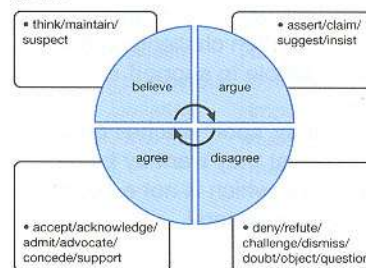 • think/maintain/
suspect
• assert/claim/
suggest/insist
believe
argue
agree
disagree
• accept/acknowledge/
admit/advocate/
concede/support
• deny/refute/
challenge/dismiss/
doubt/object/question